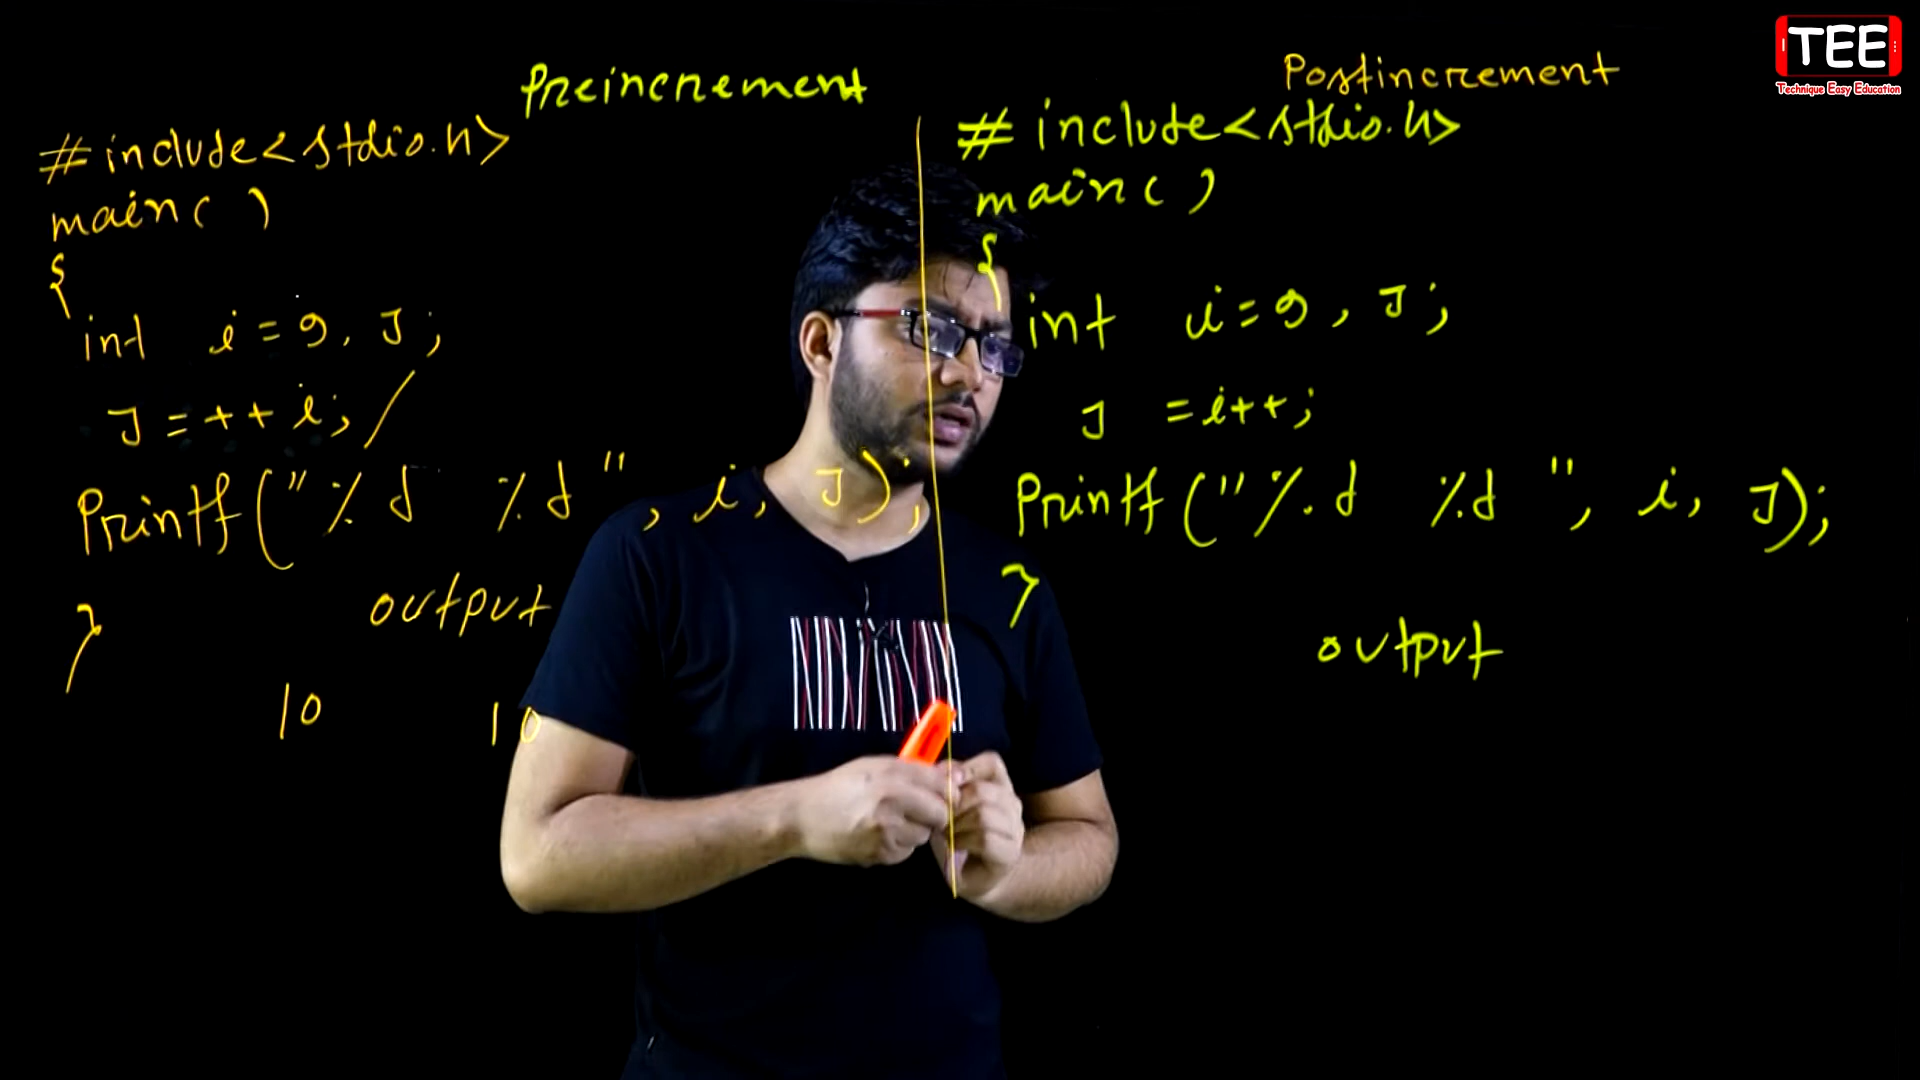 Preincrement
#include<stdio.h>
main( )
{
int i = 9, J;
J = ++i; /
Printf("%d %d", i, J);
}
output
10 10
Postincrement
#include<stdio.h>
main( )
{
int i=9, J;
J =i++;
Printf("%d %d", i, J);
}
output
TEE
Technique Easy Education